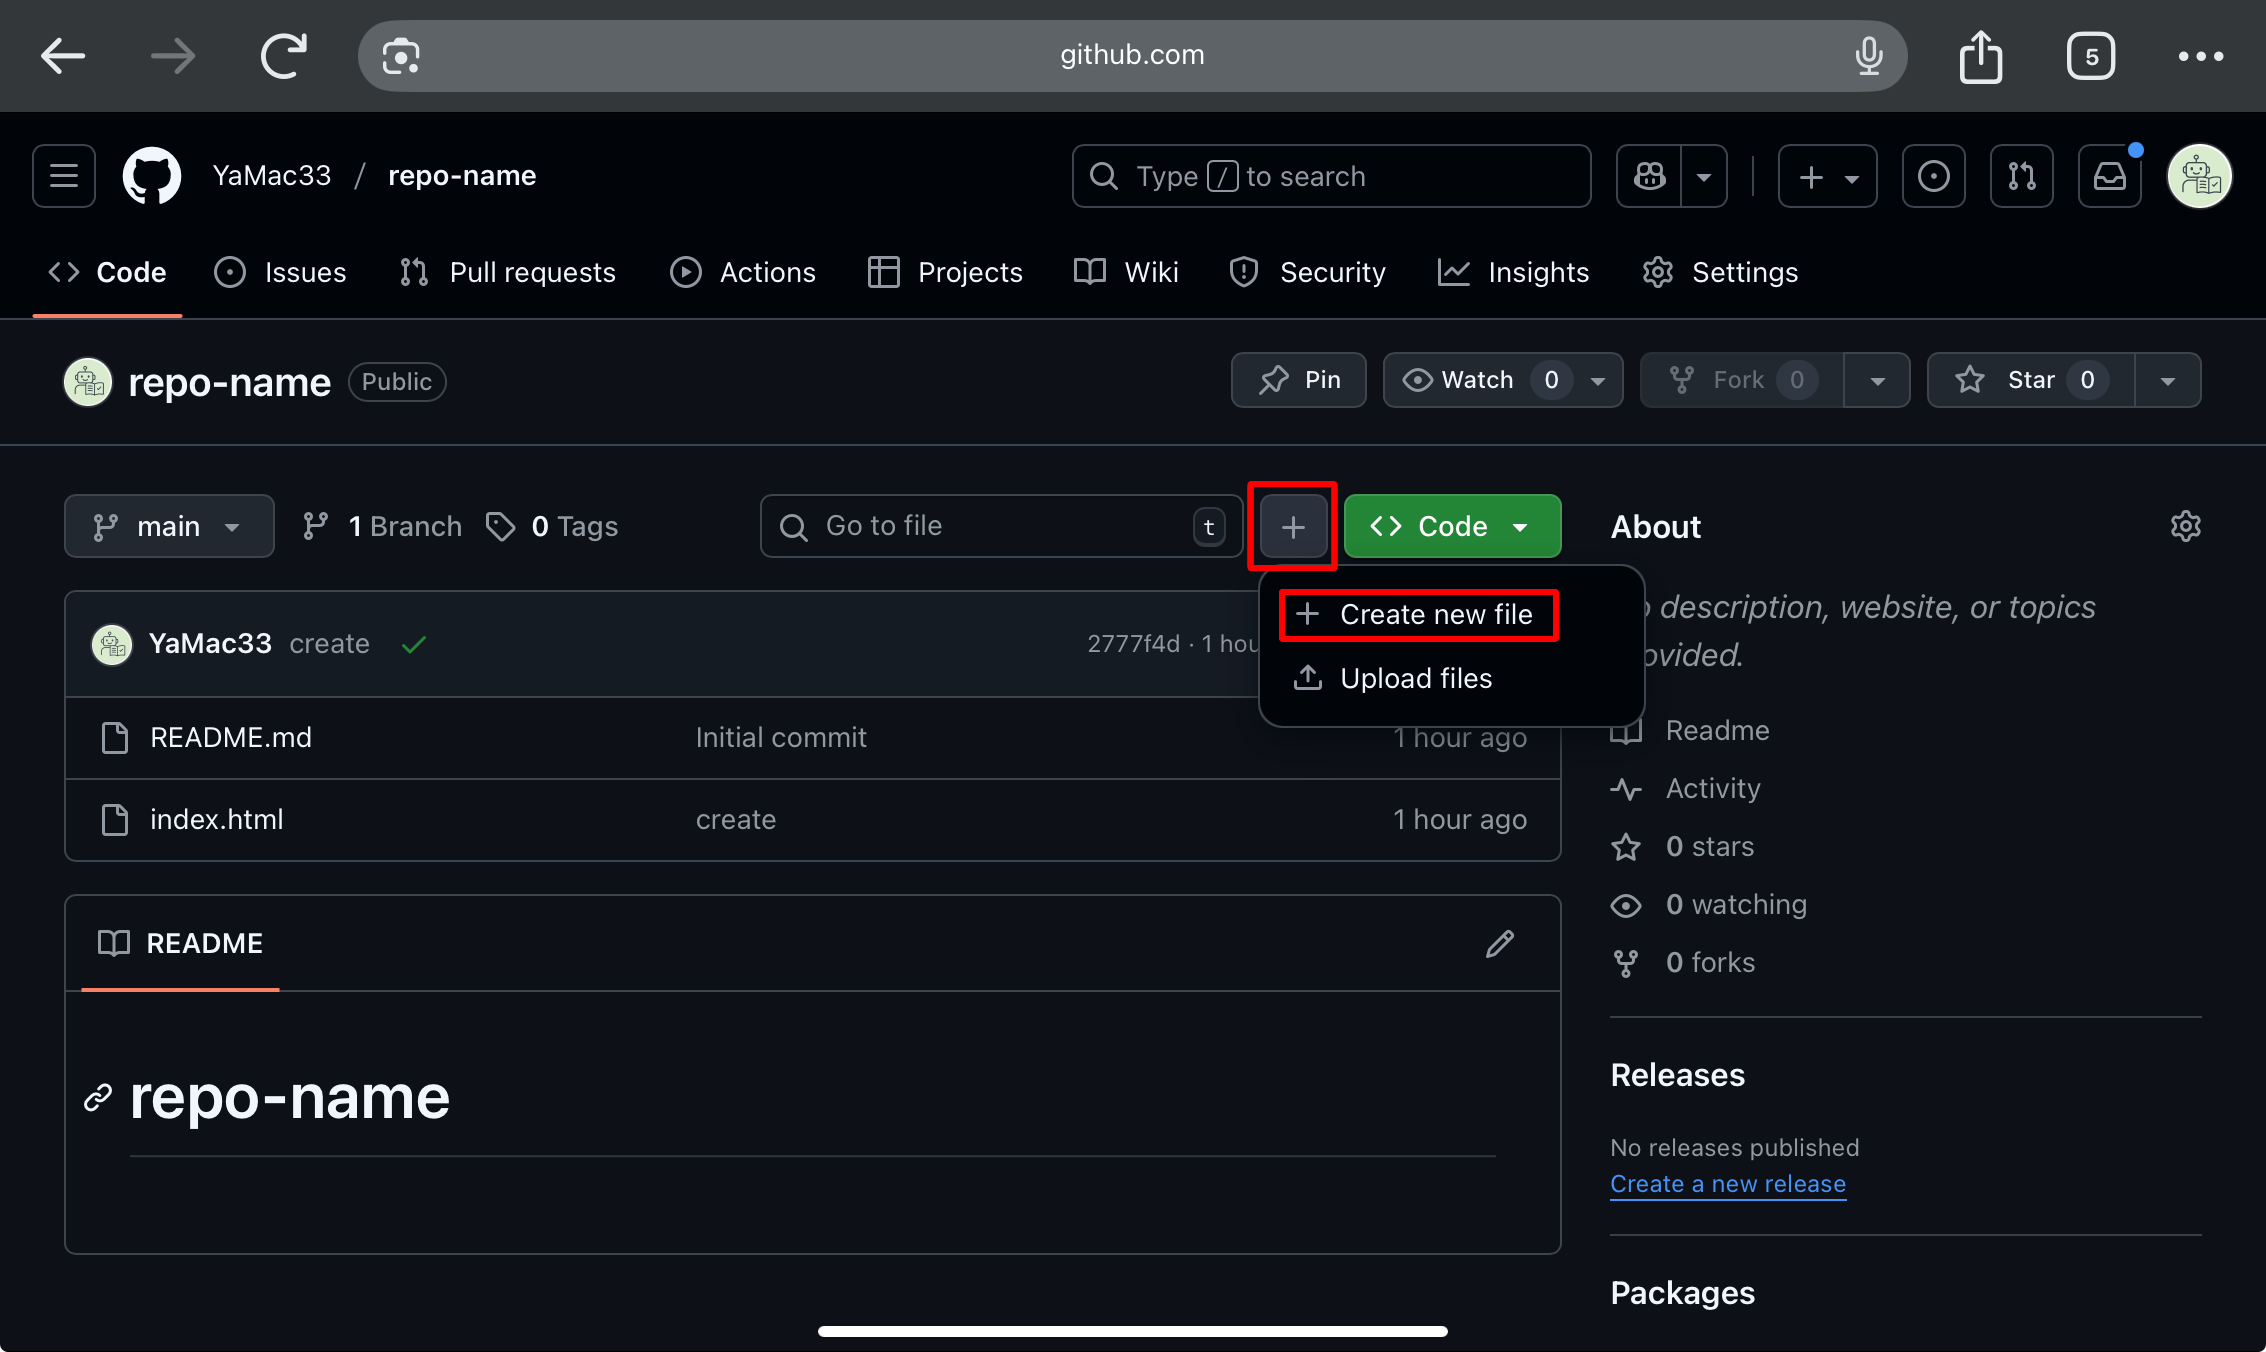 github.com
5
YaMac33 / repo-name
Type / to search
Code
Issues
Pull requests
Actions
Projects
Wiki
Security
Insights
Settings
repo-name
Public
Pin
Watch 0
Fork 0
Star 0
main
1 Branch
0 Tags
Go to file
t
Code
Create new file
Upload files
YaMac33 create
2777f4d · 1 hou
README.md
Initial commit
1 hour ago
index.html
create
1 hour ago
README
repo-name
About
description, website, or topics
ovided.
Readme
Activity
0 stars
0 watching
0 forks
Releases
No releases published
Create a new release
Packages